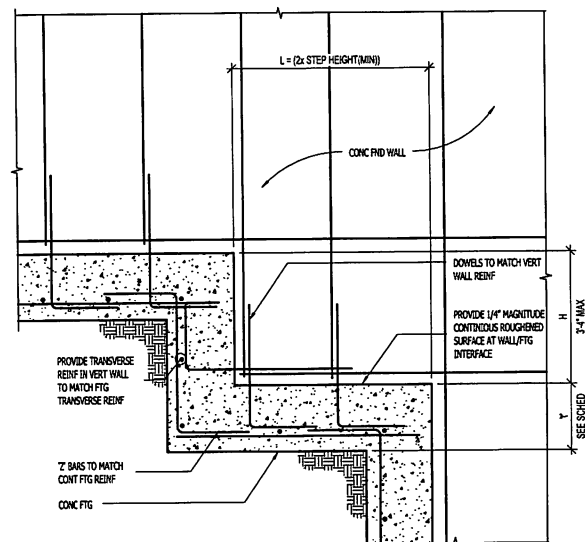 L = (2x STEP HEIGHT(MIN))
CONC FND WALL
DOWELS TO MATCH VERT
WALL REINF
H
3'-4" MAX
PROVIDE 1/4" MAGNITUDE
CONTINIOUS ROUGHENED
SURFACE AT WALL/FTG
INTERFACE
PROVIDE TRANSVERSE
REINF IN VERT WALL
TO MATCH FTG
TRANSVERSE REINF
Y
SEE SCHED
'Z' BARS TO MATCH
CONT FTG REINF
CONC FTG